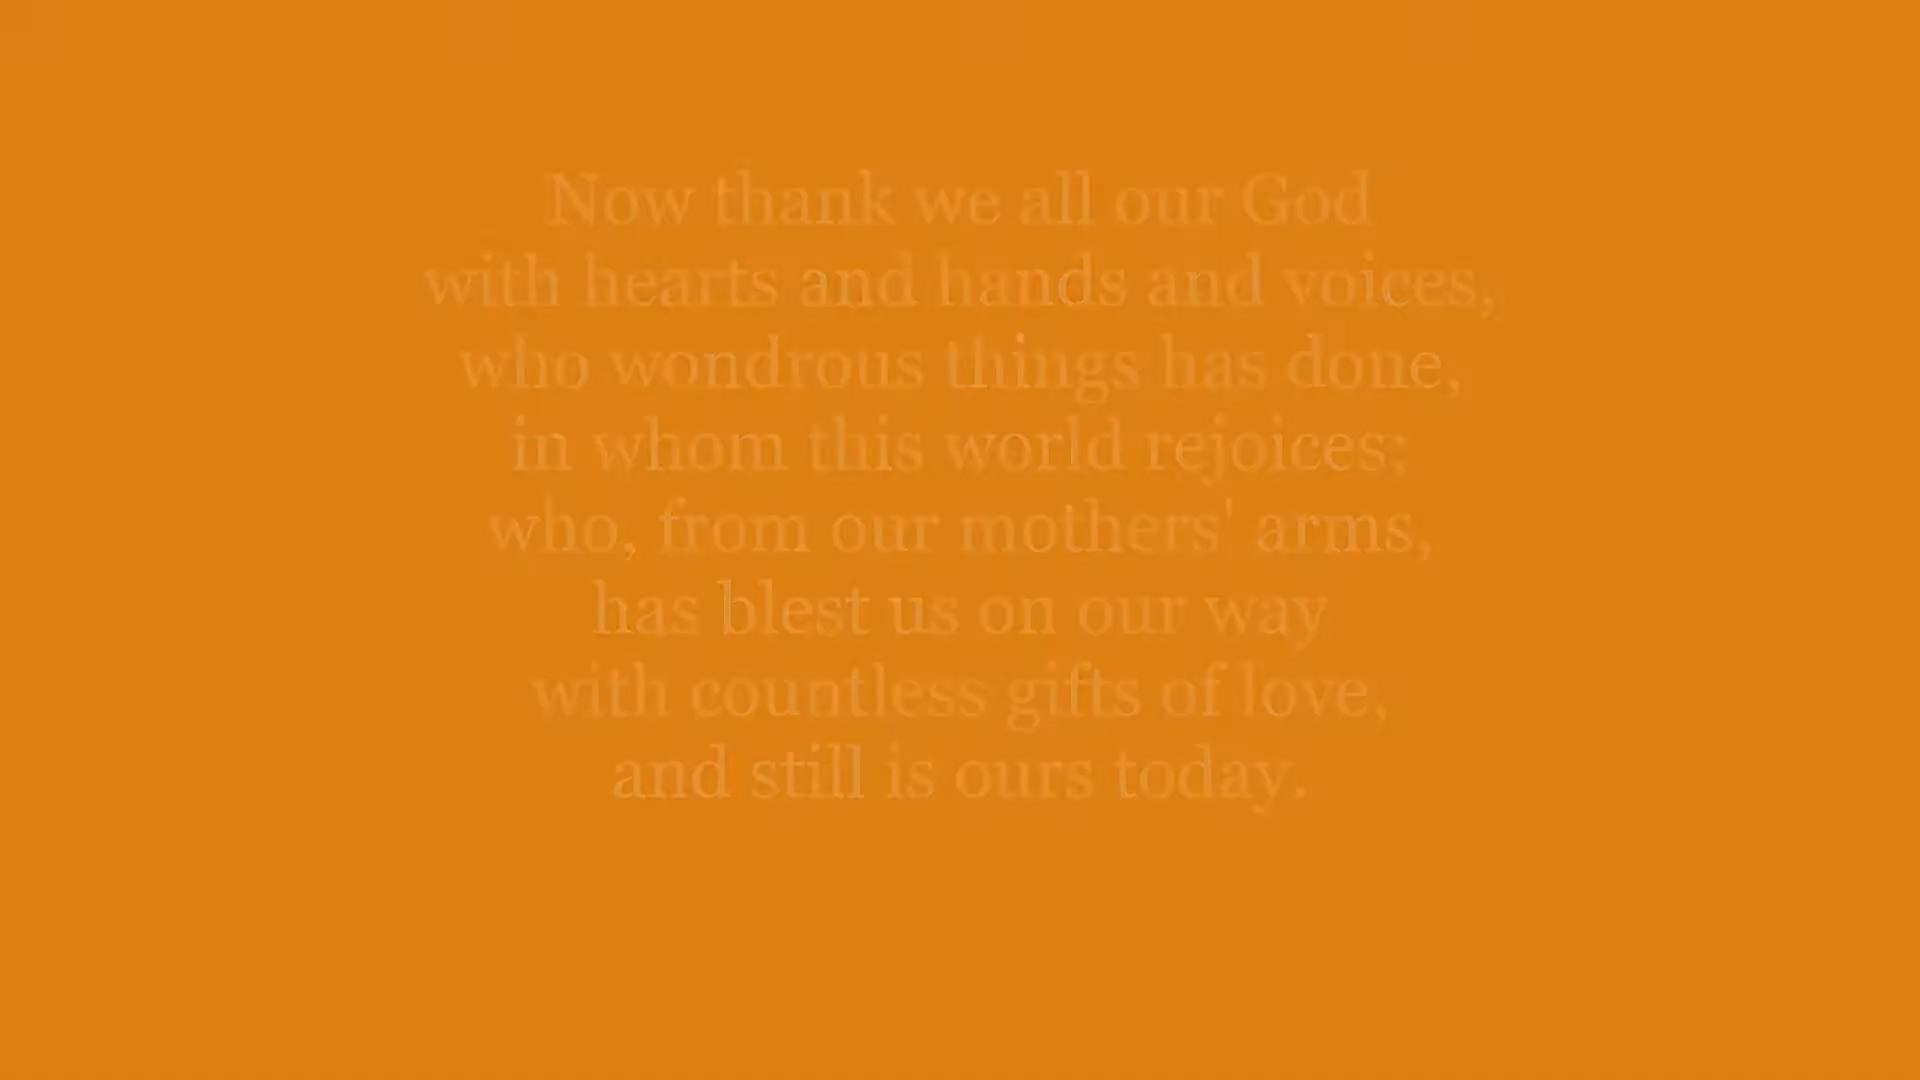 Now thank we all our God
with hearts and hands and voices,
who wondrous things has done,
in whom this world rejoices;
who, from our mothers' arms,
has blest us on our way
with countless gifts of love,
and still is ours today.